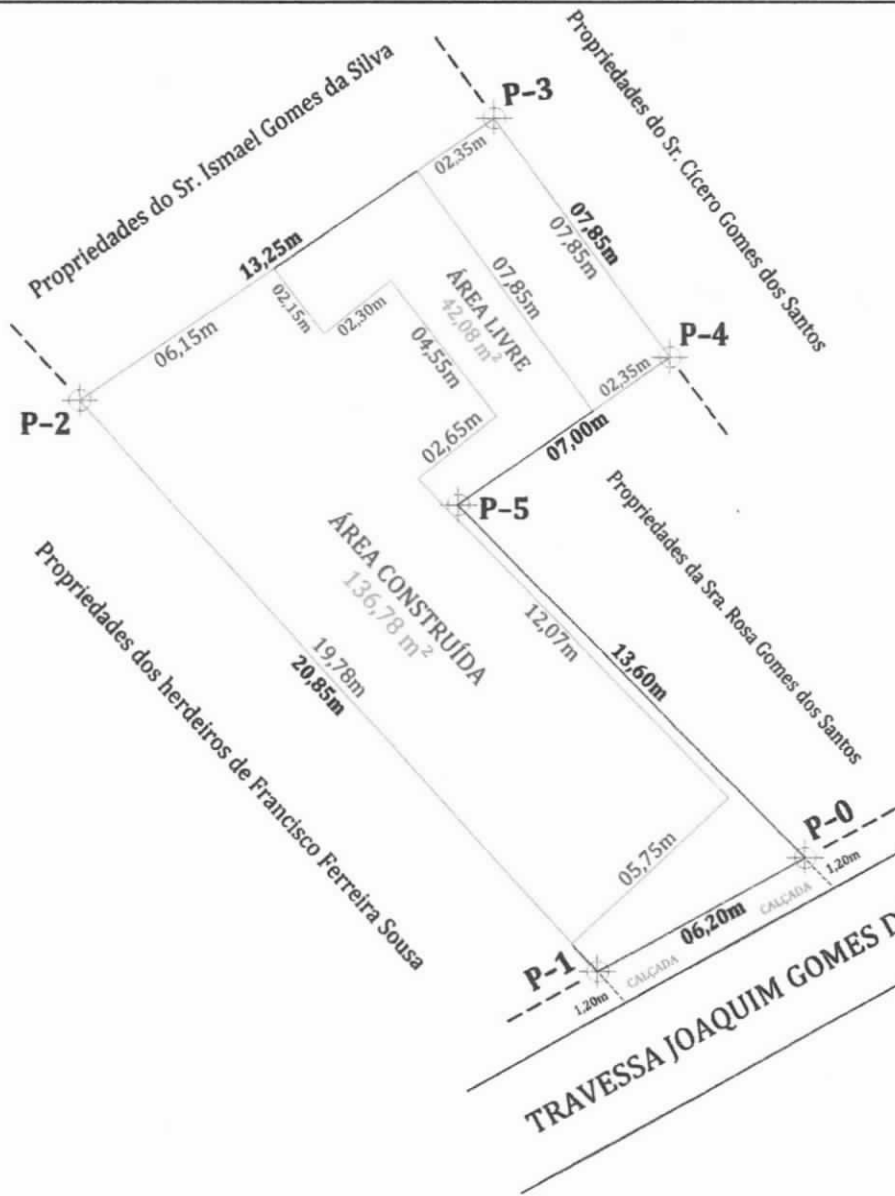 Propriedades do Sr. Ismael Gomes da Silva
P-3
Propriedades do Sr. Cícero Gomes dos Santos
02,35m
13,25m
07,85m
07,85m
07,85m
ÁREA LIVRE
42,08 m²
02,15m
02,30m
04,55m
06,15m
P-4
02,35m
P-2
02,65m
07,00m
P-5
Propriedades da Sra. Rosa Gomes dos Santos
ÁREA CONSTRUÍDA
136,78 m²
12,07m
13,60m
19,78m
20,85m
Propriedades dos herdeiros de Francisco Ferreira Sousa
P-0
1,20m
05,75m
06,20m
CALÇADA
P-1
CALÇADA
1,20m
TRAVESSA JOAQUIM GOMES D